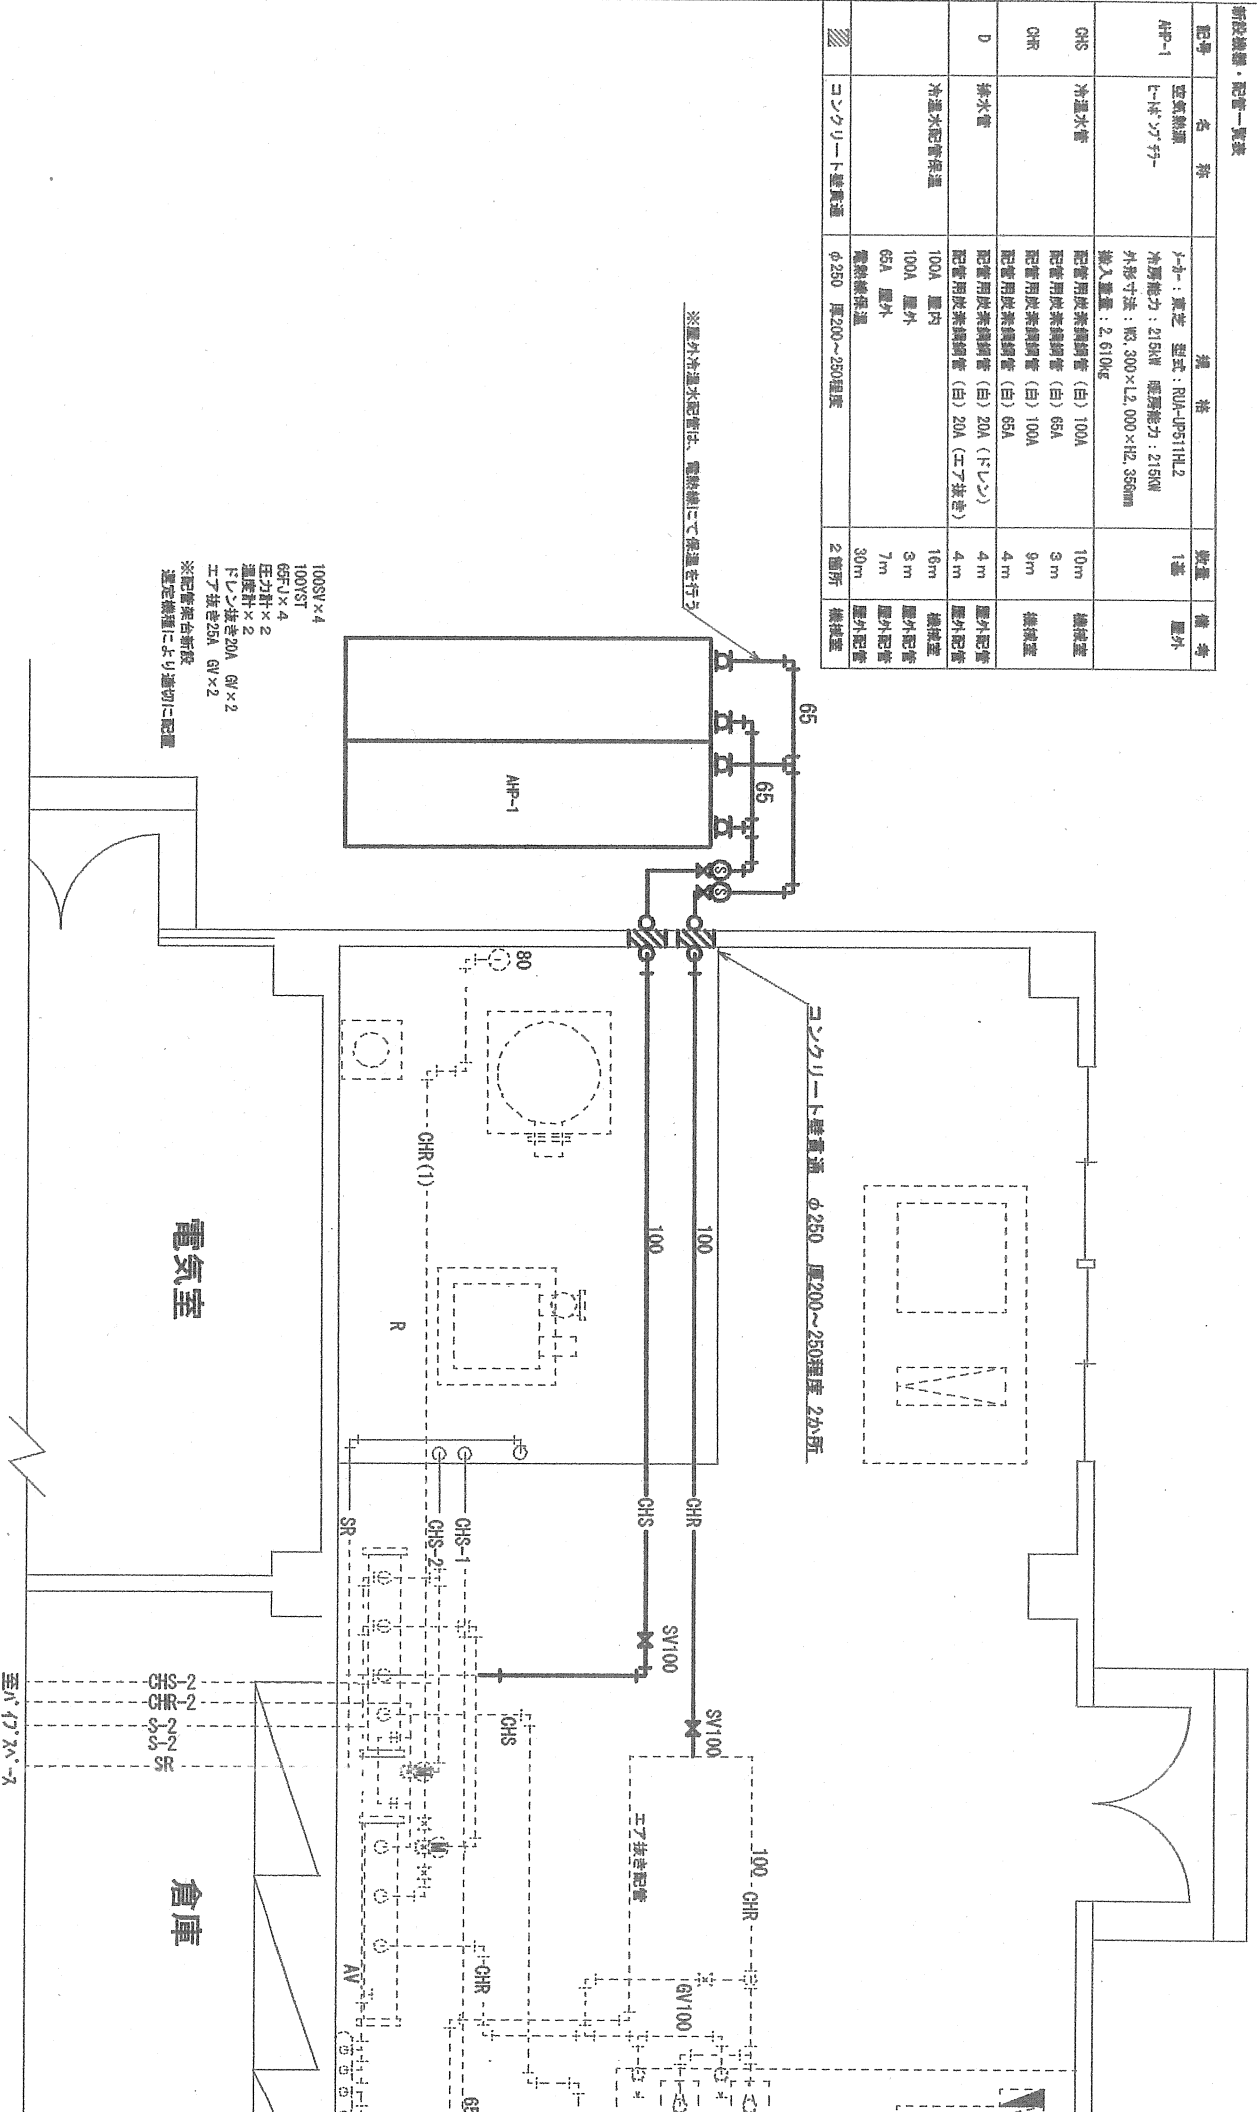 新設機器・配管一覧表
記号 名 称 規 格 数量 備 考
AHP-1 空気熱源 メーカー：東芝 型式：RUA-UP511HL2 1基 屋外
ヒートポンプチラー 冷房能力：215kW 暖房能力：215kW
外形寸法：W3,300×L2,000×H2,350mm
搬入重量：2,610kg
CHS 冷温水管 配管用炭素鋼鋼管（白）100A 10m 機械室
配管用炭素鋼鋼管（白）65A 3m
CHR 配管用炭素鋼鋼管（白）100A 9m 機械室
配管用炭素鋼鋼管（白）65A 4m
D 排水管 配管用炭素鋼鋼管（白）20A（ドレン） 4m 屋外配管
配管用炭素鋼鋼管（白）20A（エア抜き） 4m 屋外配管
冷温水配管保温 100A 屋内 16m 機械室
100A 屋外 3m 屋外配管
65A 屋外 7m 屋外配管
電熱線保温 30m 屋外配管
コンクリート壁貫通 φ250 厚200～250程度 2箇所 機械室
※屋外冷温水配管は、電熱線にて保温を行う
65
65
AHP-1
S
S
100SV×4
100YST
65FJ×4
圧力計×2
温度計×2
ドレン抜き20A GV×2
エア抜き25A GV×2
※配管架台新設
選定機種により適切に配置
コンクリート壁貫通 φ250 厚200～250程度 2か所
80
CHR(1)
100
100
R
電気室
CHS
CHR
CHS-1
CHS-2
SR
SV100
SV100
CHS-2
CHR-2
S-2
S-2
SR
至パイプスペース
CHS
M
M
エア抜き配管
100 CHR
倉庫
AV
CHR
GV100
65